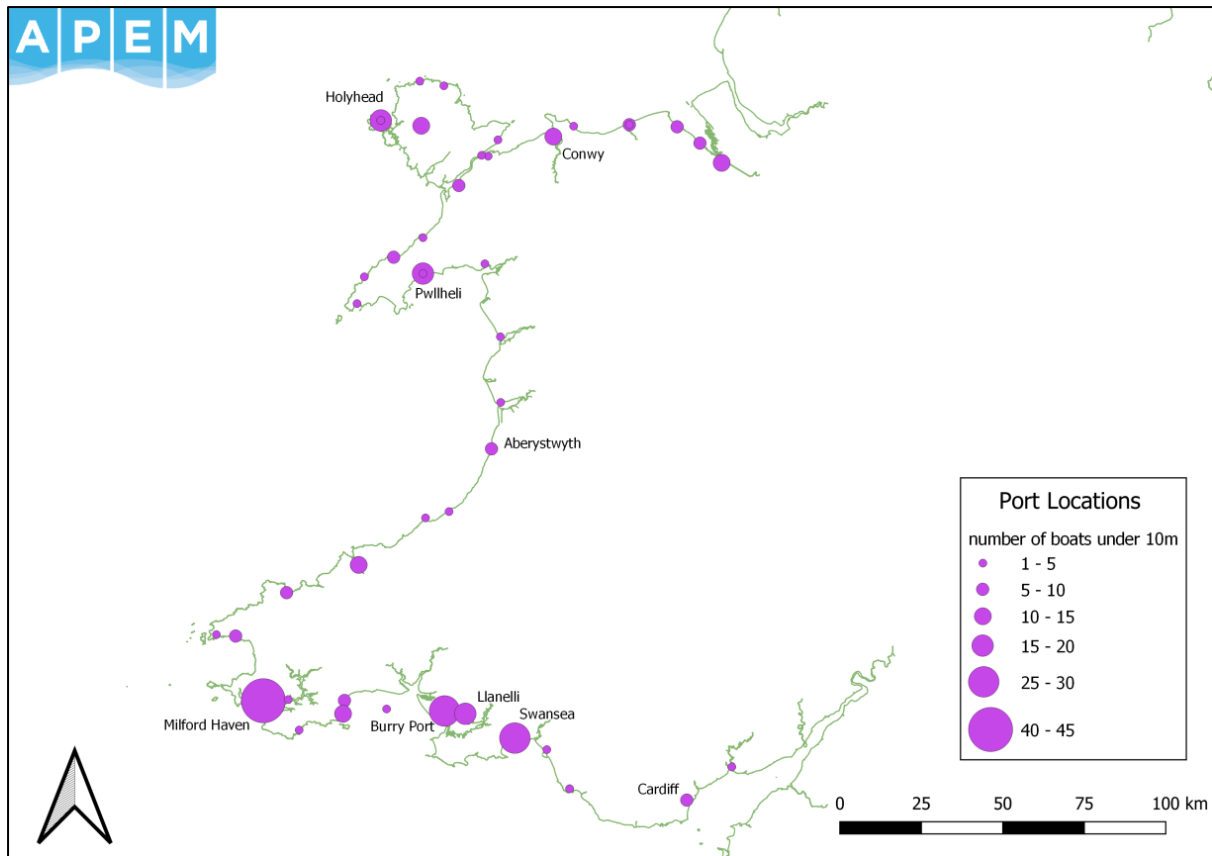 APEM
Holyhead
Conwy
Pwllheli
Aberystwyth
Port Locations
number of boats under 10m
1 - 5
5 - 10
10 - 15
15 - 20
25 - 30
40 - 45
Llanelli
Milford Haven
Burry Port
Swansea
Cardiff
0 25 50 75 100 km